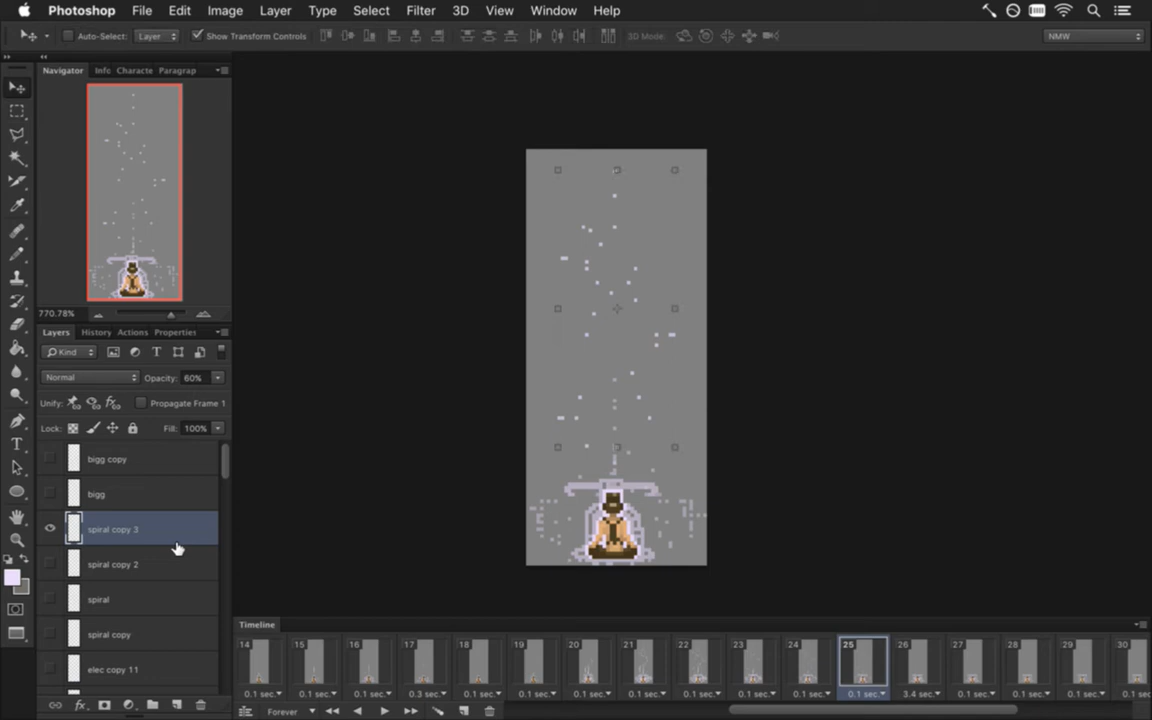 Photoshop File Edit Image Layer Type Select Filter 3D View Window Help
Auto-Select: Layer Show Transform Controls 3D Mode: NMW
Navigator Info Characte Paragrap
770.78%
Layers History Actions Properties
Kind
Normal Opacity: 60%
Unify: Propagate Frame 1
Lock: Fill: 100%
bigg copy
bigg
spiral copy 3
spiral copy 2
spiral
spiral copy
elec copy 11
Timeline
14 15 16 17 18 19 20 21 22 23 24 25 26 27 28 29 30
0.1 sec. 0.1 sec. 0.1 sec. 0.3 sec. 0.1 sec. 0.1 sec. 0.1 sec. 0.1 sec. 0.1 sec. 0.1 sec. 0.1 sec. 0.1 sec. 3.4 sec. 0.1 sec. 0.1 sec. 0.1 sec. 0.1 sec.
Forever